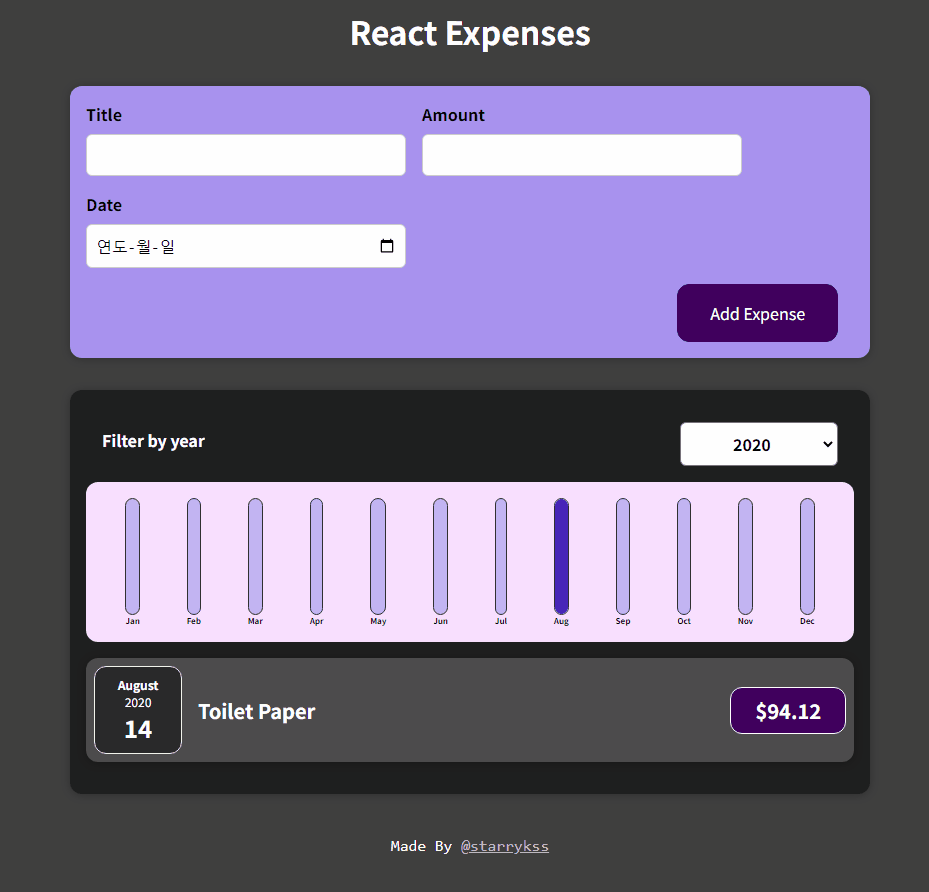 React Expenses
Title
Amount
Date
연도-월-일
Add Expense
Filter by year
2020
Jan Feb Mar Apr May Jun Jul Aug Sep Oct Nov Dec
August
2020
14
Toilet Paper
$94.12
Made By @starrykss